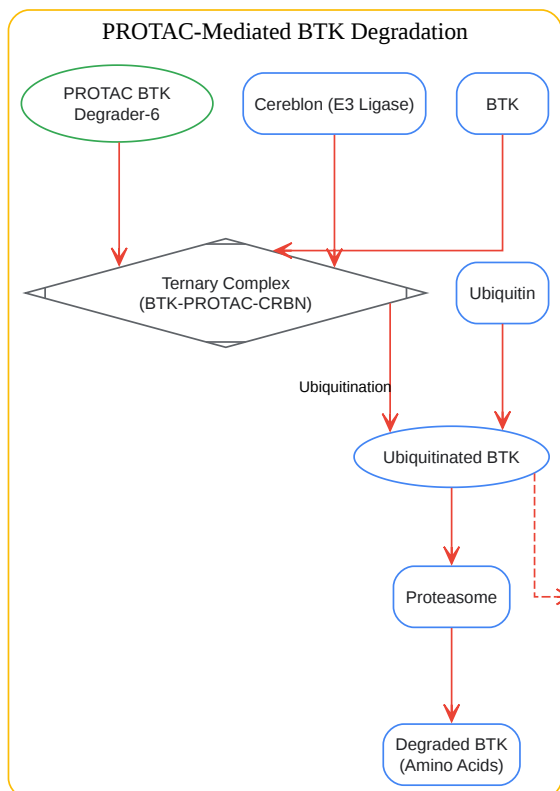 PROTAC-Mediated BTK Degradation
PROTAC BTK
Degrader-6
Cereblon (E3 Ligase)
BTK
Ternary Complex
(BTK-PROTAC-CRBN)
Ubiquitin
Ubiquitination
Ubiquitinated BTK
Proteasome
Degraded BTK
(Amino Acids)